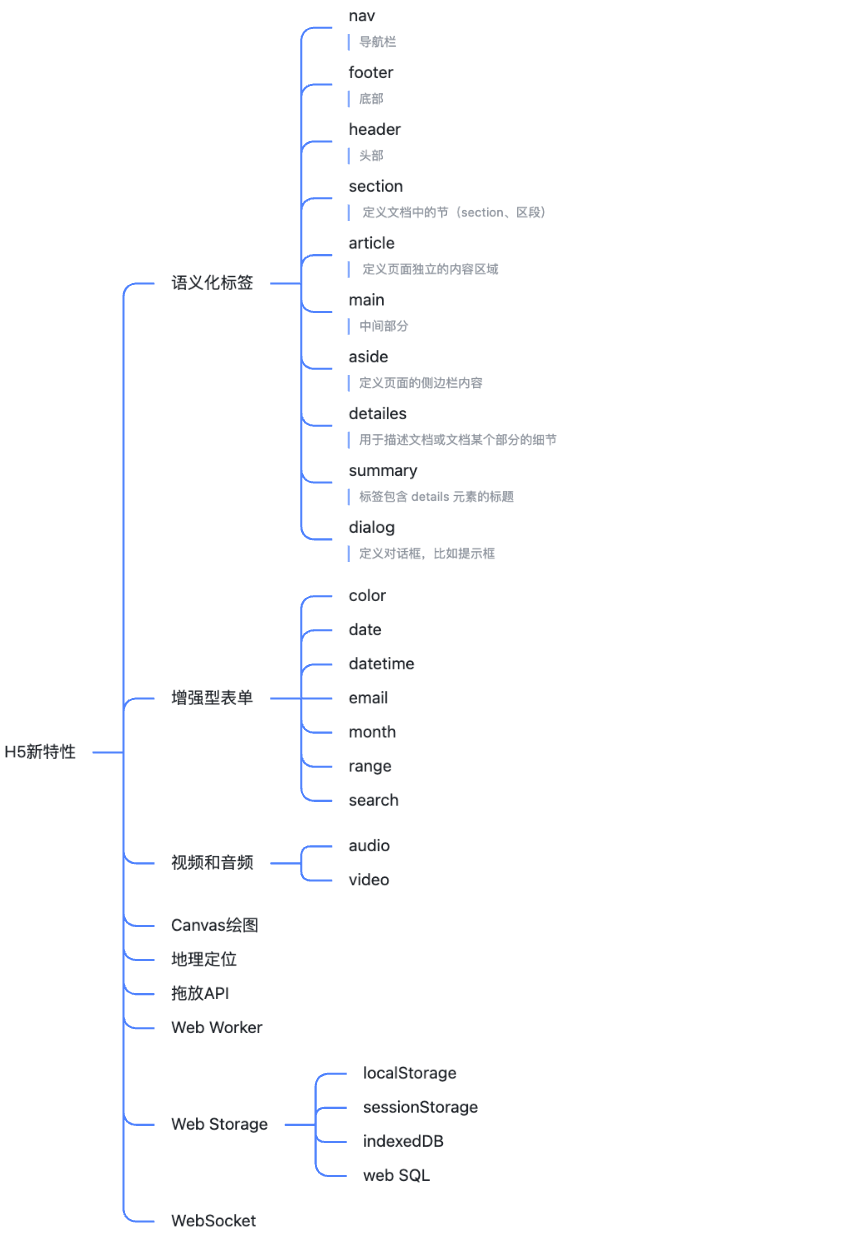 H5新特性
语义化标签
nav
导航栏
footer
底部
header
头部
section
定义文档中的节（section、区段）
article
定义页面独立的内容区域
main
中间部分
aside
定义页面的侧边栏内容
detailes
用于描述文档或文档某个部分的细节
summary
标签包含 details 元素的标题
dialog
定义对话框，比如提示框
增强型表单
color
date
datetime
email
month
range
search
视频和音频
audio
video
Canvas绘图
地理定位
拖放API
Web Worker
Web Storage
localStorage
sessionStorage
indexedDB
web SQL
WebSocket